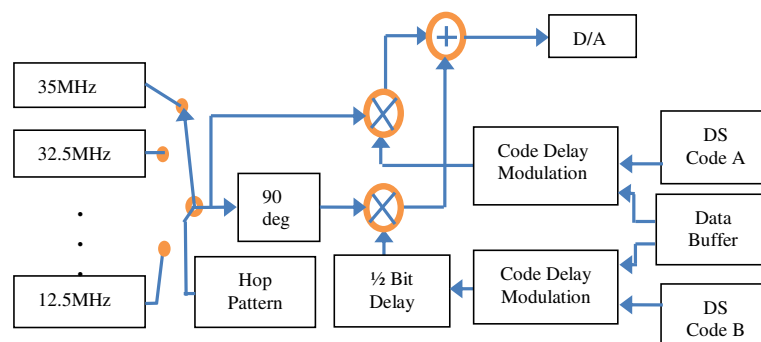 35MHz
32.5MHz
.
.
.
12.5MHz
90
deg
Hop
Pattern
½ Bit
Delay
+
D/A
Code Delay
Modulation
Code Delay
Modulation
DS
Code A
Data
Buffer
DS
Code B